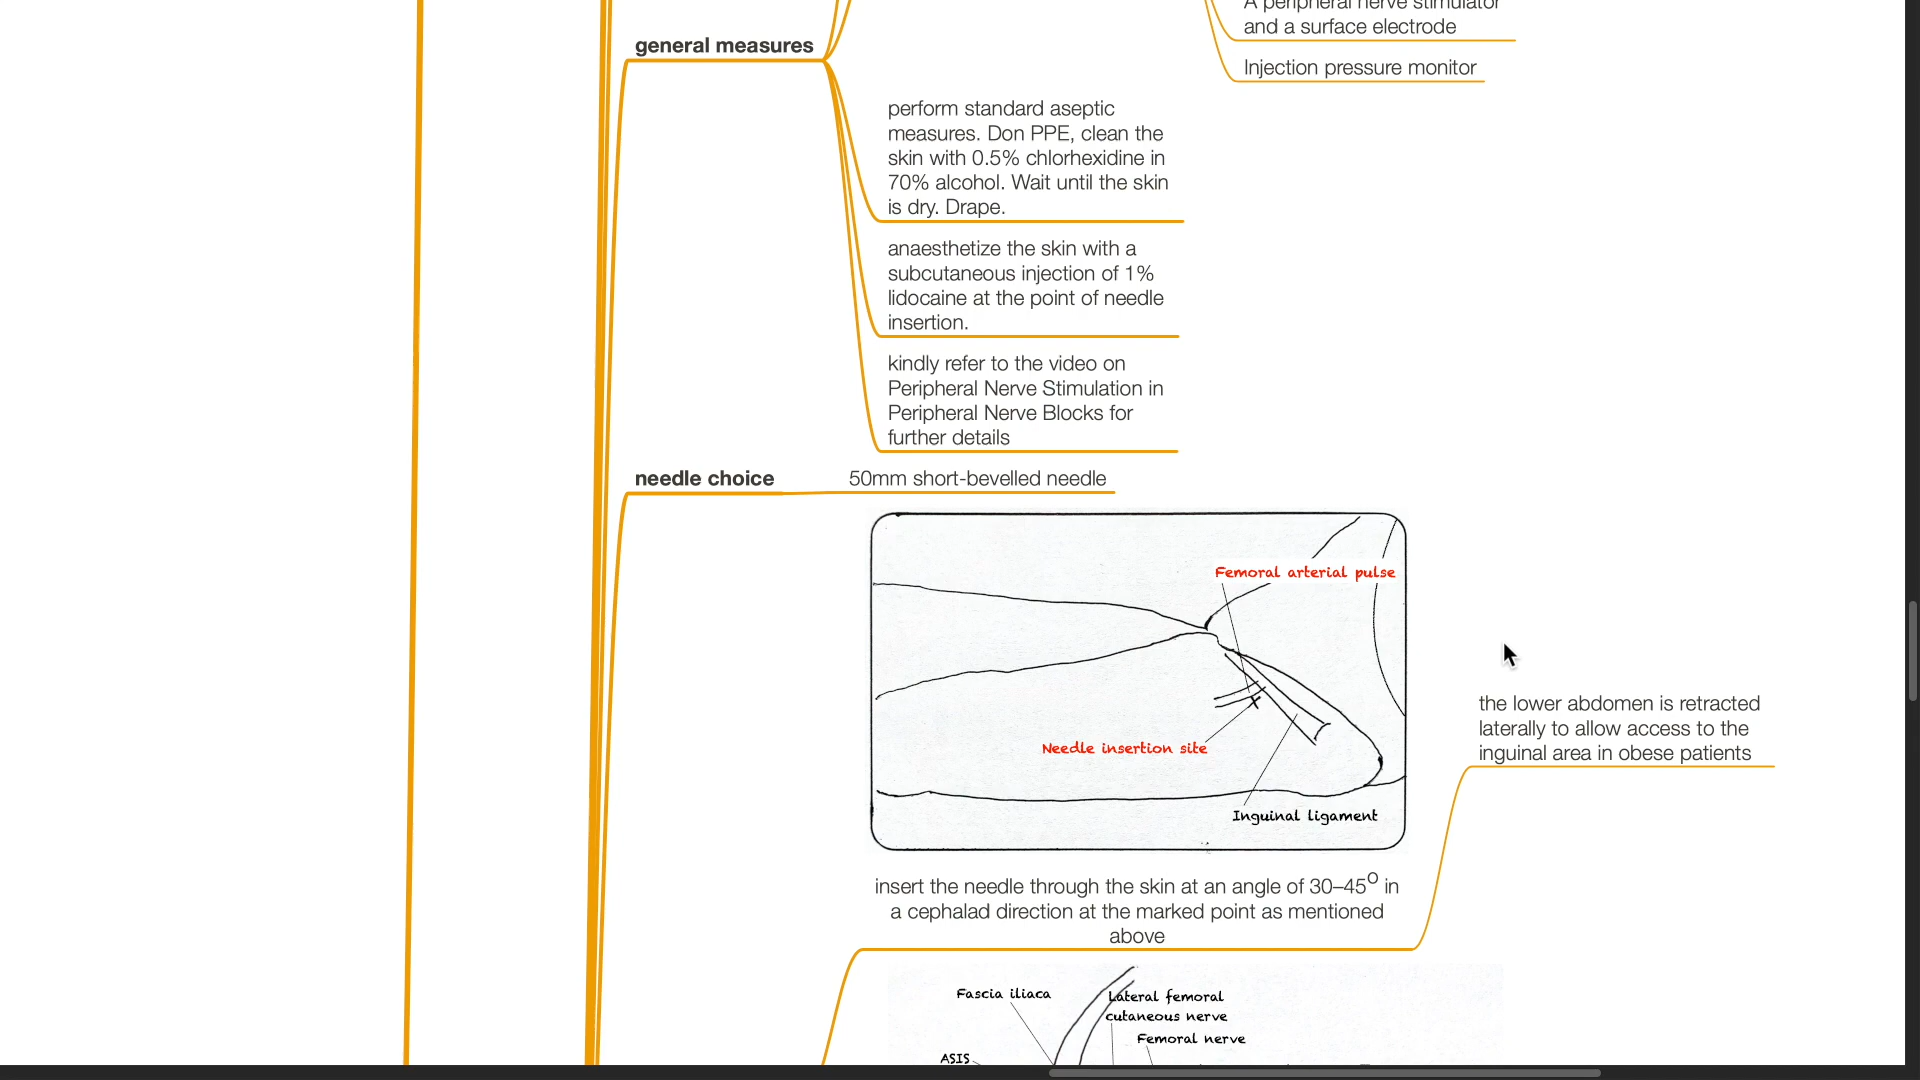 A peripheral nerve stimulator
and a surface electrode
Injection pressure monitor
general measures
perform standard aseptic
measures. Don PPE, clean the
skin with 0.5% chlorhexidine in
70% alcohol. Wait until the skin
is dry. Drape.
anaesthetize the skin with a
subcutaneous injection of 1%
lidocaine at the point of needle
insertion.
kindly refer to the video on
Peripheral Nerve Stimulation in
Peripheral Nerve Blocks for
further details
needle choice
50mm short-bevelled needle
Femoral arterial pulse
Needle insertion site
Inguinal ligament
the lower abdomen is retracted
laterally to allow access to the
inguinal area in obese patients
insert the needle through the skin at an angle of 30–45º in
a cephalad direction at the marked point as mentioned
above
Fascia iliaca
Lateral femoral
cutaneous nerve
Femoral nerve
ASIS